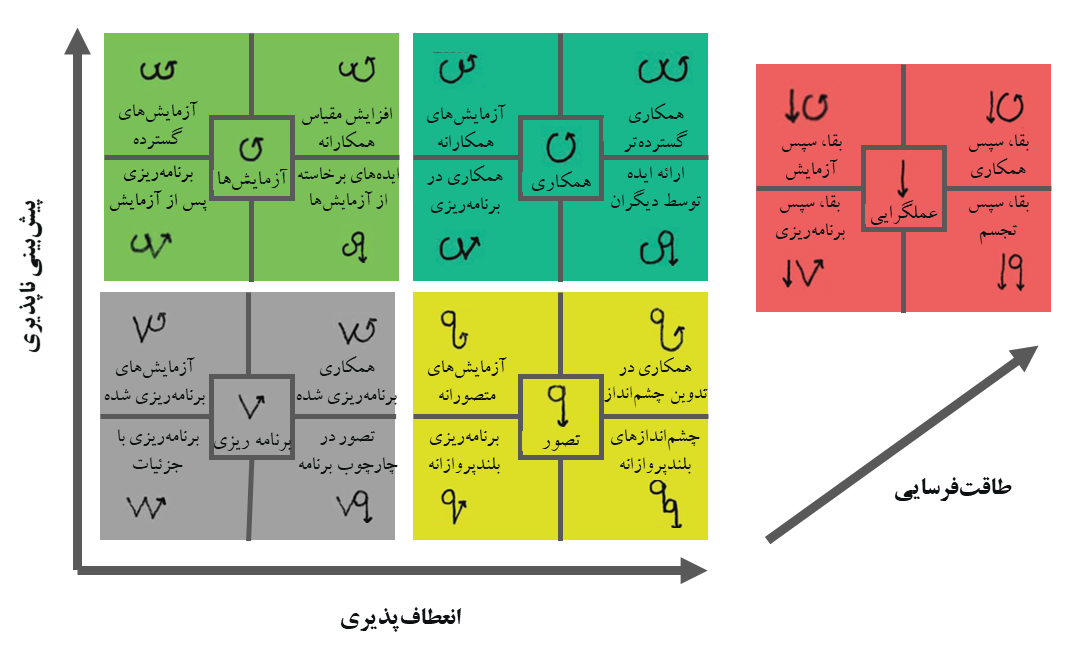 افزایش مقیاس
همکارانه
آزمایش‌های
گسترده
آزمایش‌ها
ایده‌های برخاسته
از آزمایش‌ها
برنامه‌ریزی
پس از آزمایش
همکاری
گسترده‌تر
آزمایش‌های
همکارانه
همکاری
ارائه ایده
توسط دیگران
همکاری در
برنامه‌ریزی
بقا، سپس
همکاری
بقا، سپس
آزمایش
عملگرایی
بقا، سپس
تجسم
بقا، سپس
برنامه‌ریزی
همکاری
برنامه‌ریزی شده
آزمایش‌های
برنامه‌ریزی شده
برنامه ریزی
تصور در
چارچوب برنامه
برنامه‌ریزی با
جزئیات
همکاری در
تدوین چشم‌انداز
آزمایش‌های
متصورانه
تصور
چشم‌اندازهای
بلندپروازانه
برنامه‌ریزی
بلندپروازانه
پیش‌بینی ناپذیری
انعطاف‌پذیری
طاقت‌فرسایی